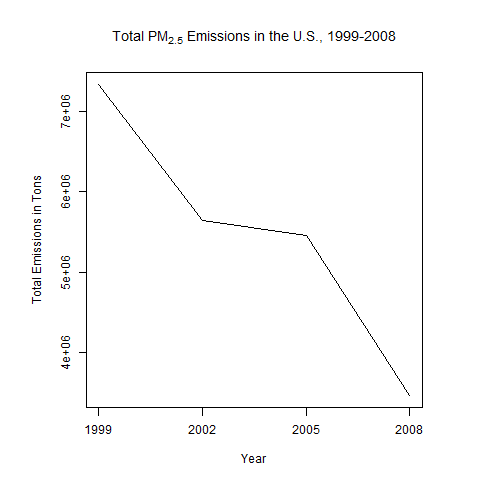 Total PM2.5 Emissions in the U.S., 1999-2008
Total Emissions in Tons
7e+06
6e+06
5e+06
4e+06
1999 2002 2005 2008
Year